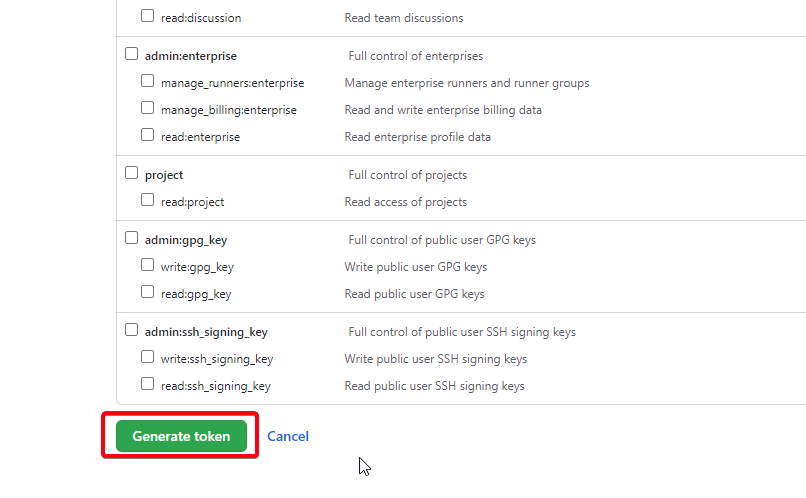 read:discussion Read team discussions
admin:enterprise Full control of enterprises
manage_runners:enterprise Manage enterprise runners and runner groups
manage_billing:enterprise Read and write enterprise billing data
read:enterprise Read enterprise profile data
project Full control of projects
read:project Read access of projects
admin:gpg_key Full control of public user GPG keys
write:gpg_key Write public user GPG keys
read:gpg_key Read public user GPG keys
admin:ssh_signing_key Full control of public user SSH signing keys
write:ssh_signing_key Write public user SSH signing keys
read:ssh_signing_key Read public user SSH signing keys
Generate token Cancel